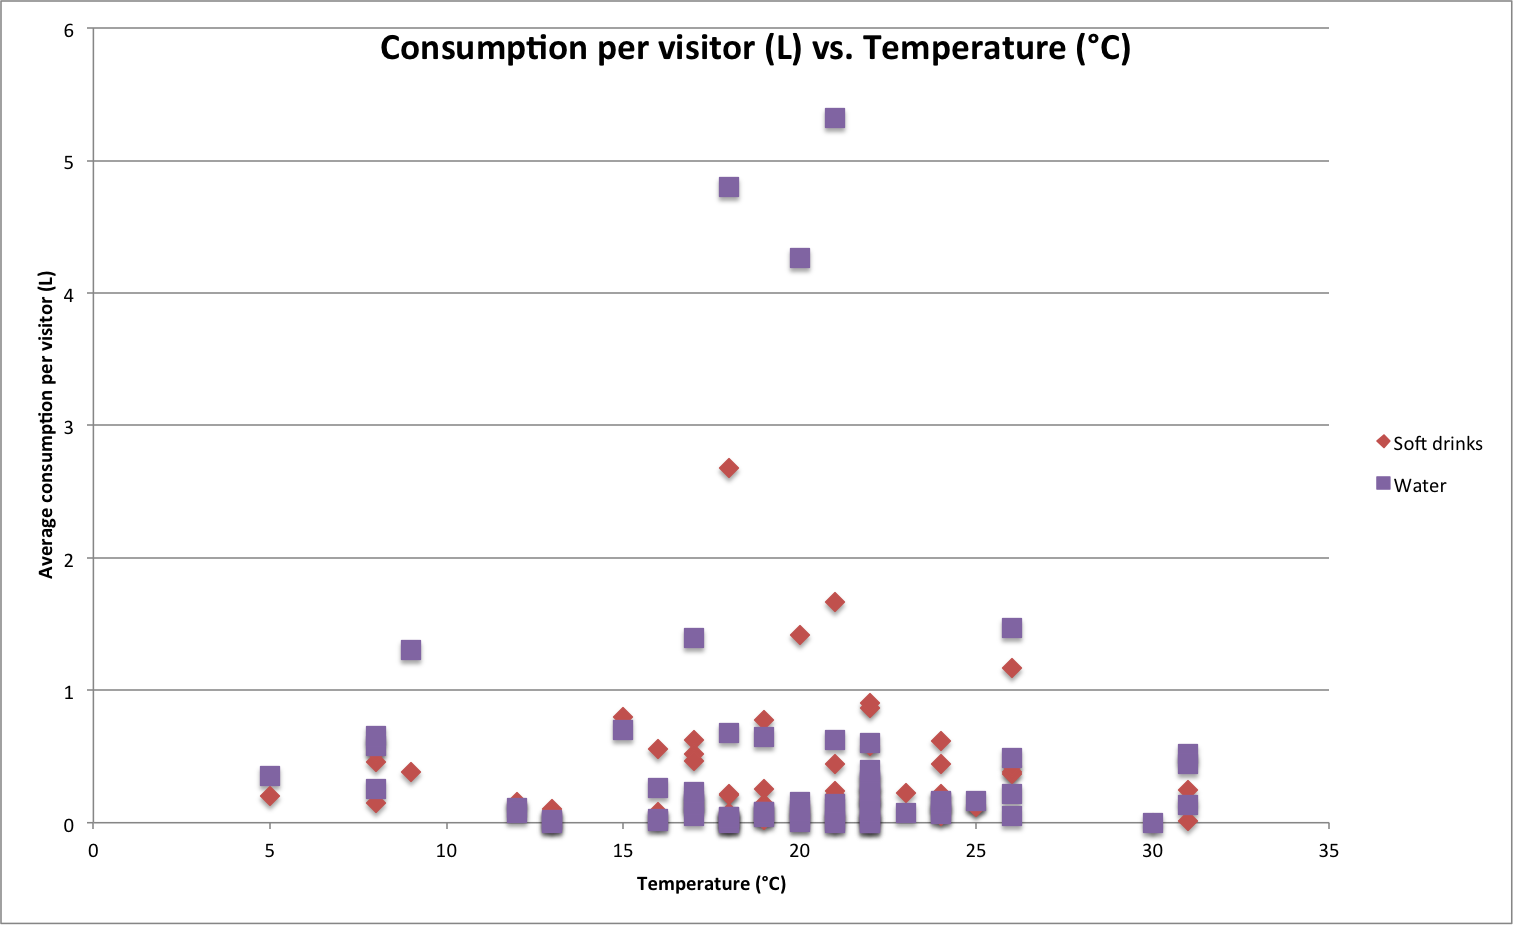 Consumption per visitor (L) vs. Temperature (°C)
6
5
4
3
2
1
0
Average consumption per visitor (L)
0 5 10 15 20 25 30 35
Temperature (°C)
Soft drinks
Water